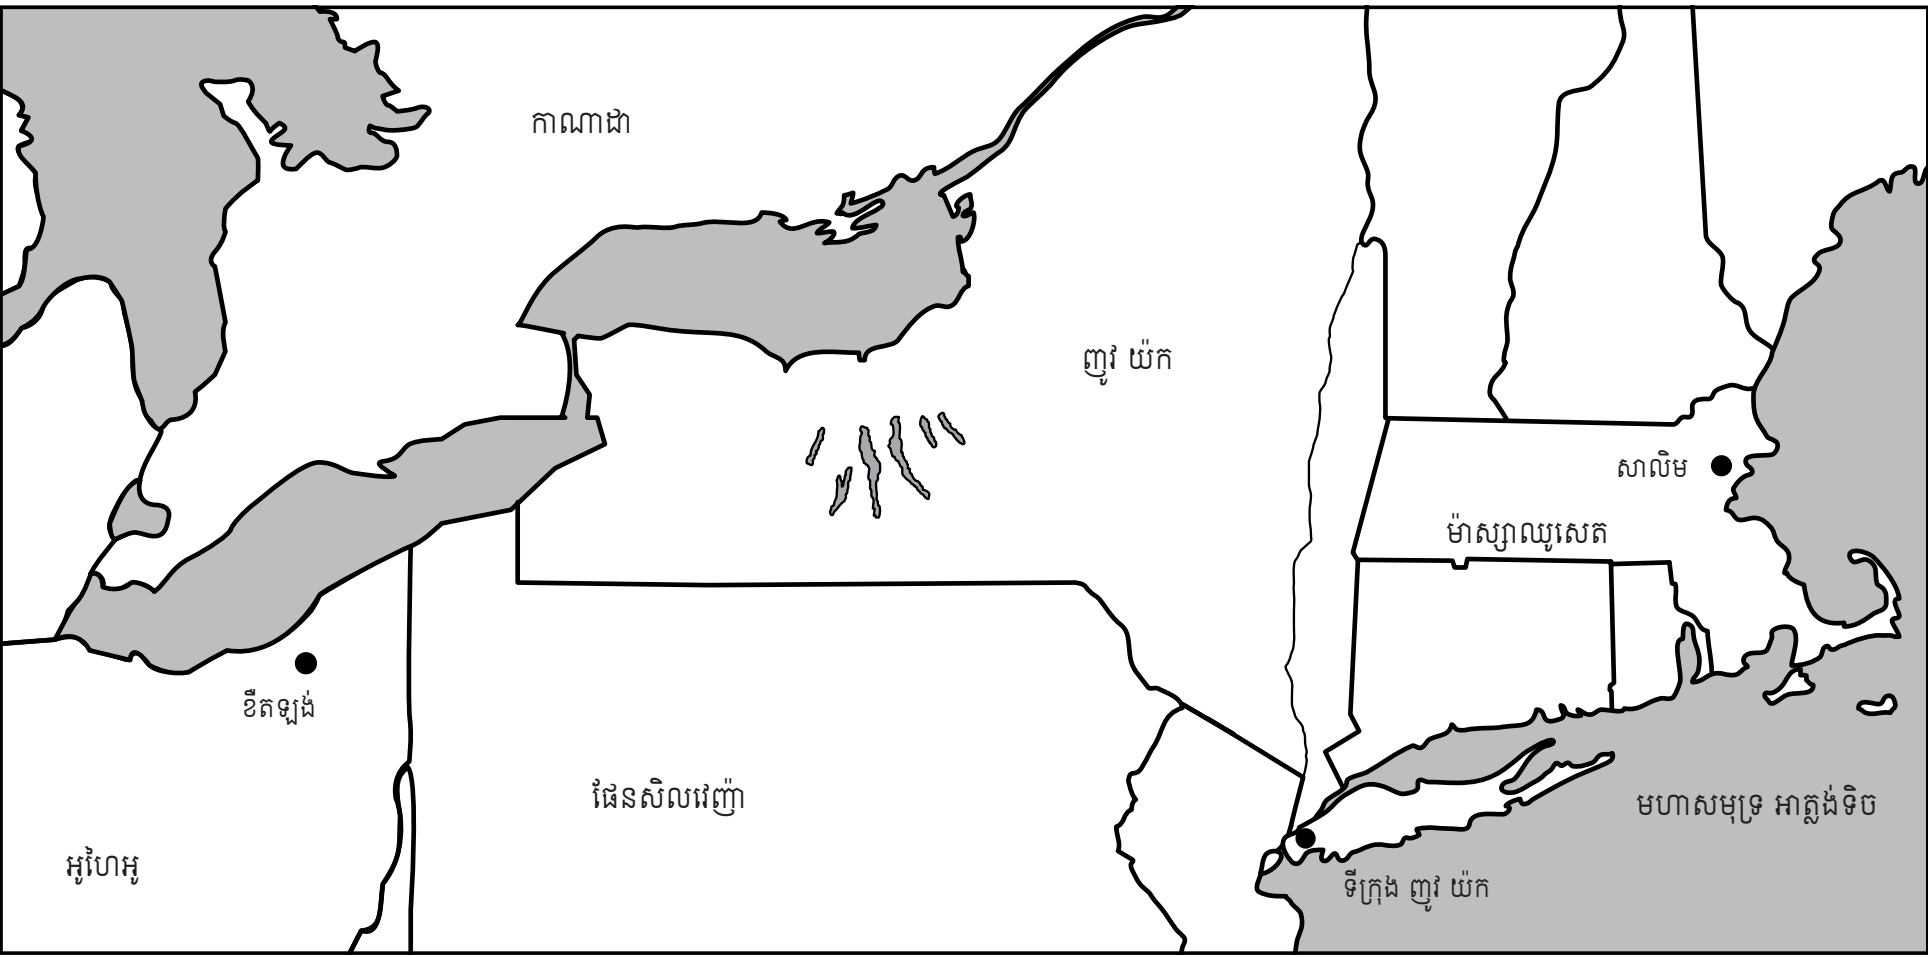 កាណាដា
ញូវ យ៉ក
សាលិម
ម៉ាស្សាឈូសេត
ខឺតឡង់
ផែនសិលវេញ៉ា
មហាសមុទ្រ អាត្លង់ទិច
អូហៃអូ
ទីក្រុង ញូវ យ៉ក